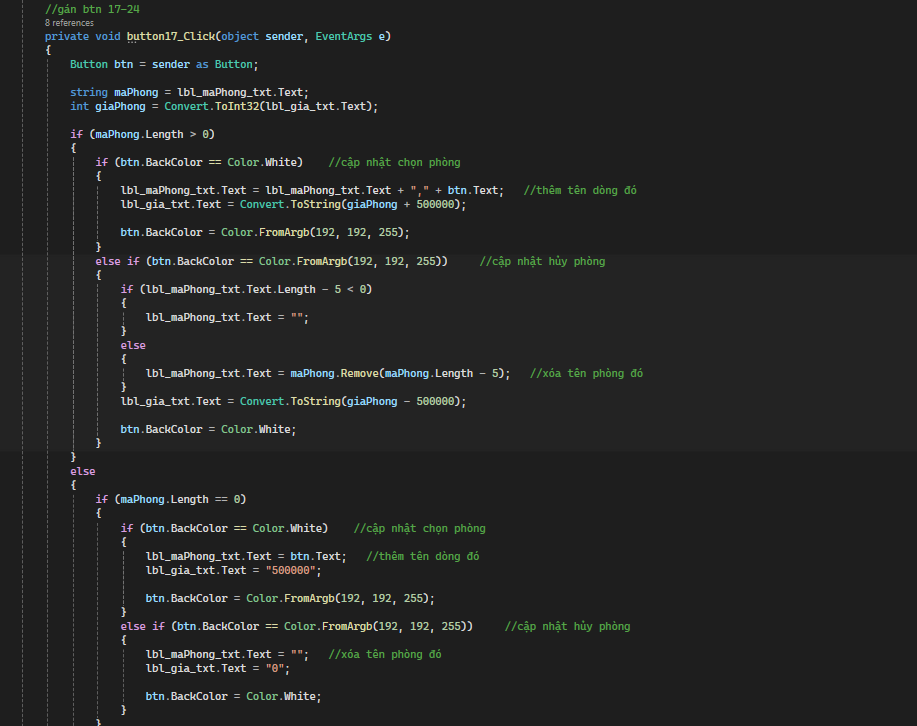 //gán btn 17-24
8 references
private void button17_Click(object sender, EventArgs e)
{
Button btn = sender as Button;
string maPhong = lbl_maPhong_txt.Text;
int giaPhong = Convert.ToInt32(lbl_gia_txt.Text);
if (maPhong.Length > 0)
{
if (btn.BackColor == Color.White) //cập nhật chọn phòng
{
lbl_maPhong_txt.Text = lbl_maPhong_txt.Text + "," + btn.Text; //thêm tên dòng đó
lbl_gia_txt.Text = Convert.ToString(giaPhong + 500000);
btn.BackColor = Color.FromArgb(192, 192, 255);
}
else if (btn.BackColor == Color.FromArgb(192, 192, 255)) //cập nhật hủy phòng
{
if (lbl_maPhong_txt.Text.Length - 5 < 0)
{
lbl_maPhong_txt.Text = "";
}
else
{
lbl_maPhong_txt.Text = maPhong.Remove(maPhong.Length - 5); //xóa tên phòng đó
}
lbl_gia_txt.Text = Convert.ToString(giaPhong - 500000);
btn.BackColor = Color.White;
}
}
else
{
if (maPhong.Length == 0)
{
if (btn.BackColor == Color.White) //cập nhật chọn phòng
{
lbl_maPhong_txt.Text = btn.Text; //thêm tên dòng đó
lbl_gia_txt.Text = "500000";
btn.BackColor = Color.FromArgb(192, 192, 255);
}
else if (btn.BackColor == Color.FromArgb(192, 192, 255)) //cập nhật hủy phòng
{
lbl_maPhong_txt.Text = ""; //xóa tên phòng đó
lbl_gia_txt.Text = "0";
btn.BackColor = Color.White;
}
}